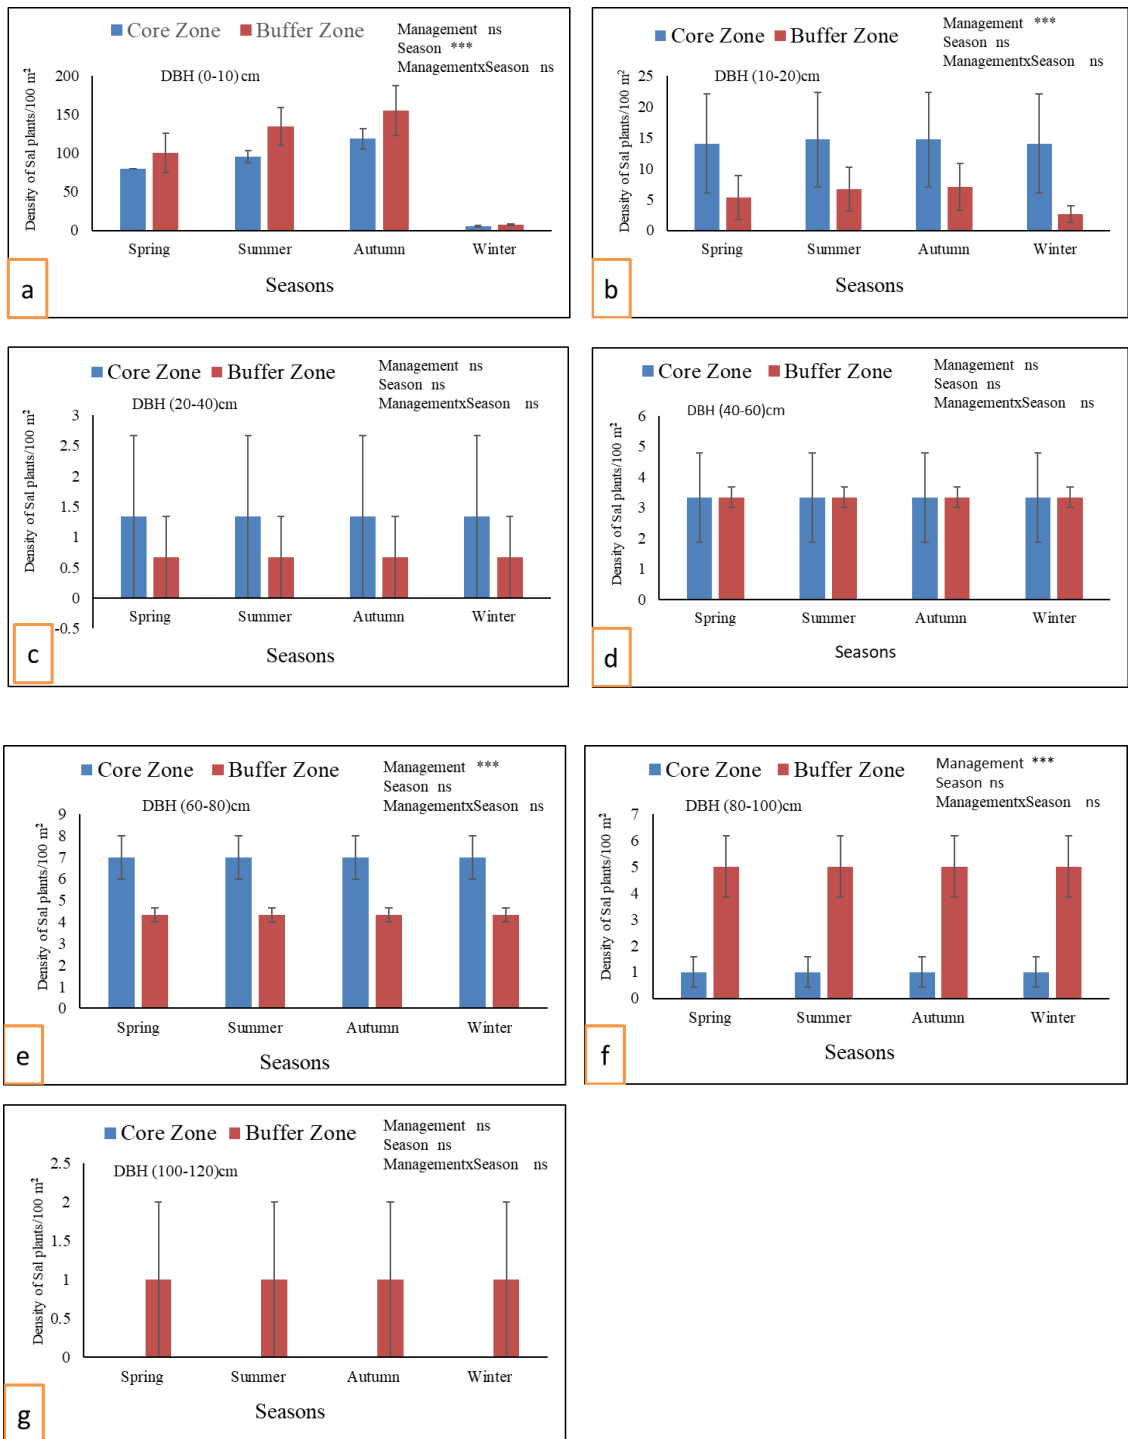 Core Zone Buffer Zone
Management ns
Season ***
ManagementxSeason ns
DBH (0-10)cm
Density of Sal plants/100 m²
200
150
100
50
0
Spring Summer Autumn Winter
Seasons
a
Core Zone Buffer Zone
Management ***
Season ns
ManagementxSeason ns
DBH (10-20)cm
Density of Sal plants/100 m²
25
20
15
10
5
0
Spring Summer Autumn Winter
Seasons
b
Core Zone Buffer Zone
Management ns
Season ns
ManagementxSeason ns
DBH (20-40)cm
Density of Sal plants/100 m²
3
2.5
2
1.5
1
0.5
0
-0.5
Spring Summer Autumn Winter
Seasons
c
Core Zone Buffer Zone
Management ns
Season ns
ManagementxSeason ns
DBH (40-60)cm
Density of Sal plants/100 m²
6
5
4
3
2
1
0
Spring Summer Autumn Winter
Seasons
d
Core Zone Buffer Zone
Management ***
Season ns
ManagementxSeason ns
DBH (60-80)cm
Density of Sal plants/100 m²
9
8
7
6
5
4
3
2
1
0
Spring Summer Autumn Winter
Seasons
e
Core Zone Buffer Zone
Management ***
Season ns
ManagementxSeason ns
DBH (80-100)cm
Density of Sal plants/100 m²
7
6
5
4
3
2
1
0
Spring Summer Autumn Winter
Seasons
f
Core Zone Buffer Zone
Management ns
Season ns
ManagementxSeason ns
DBH (100-120)cm
Density of Sal plants/100 m²
2.5
2
1.5
1
0.5
0
Spring Summer Autumn Winter
Seasons
g